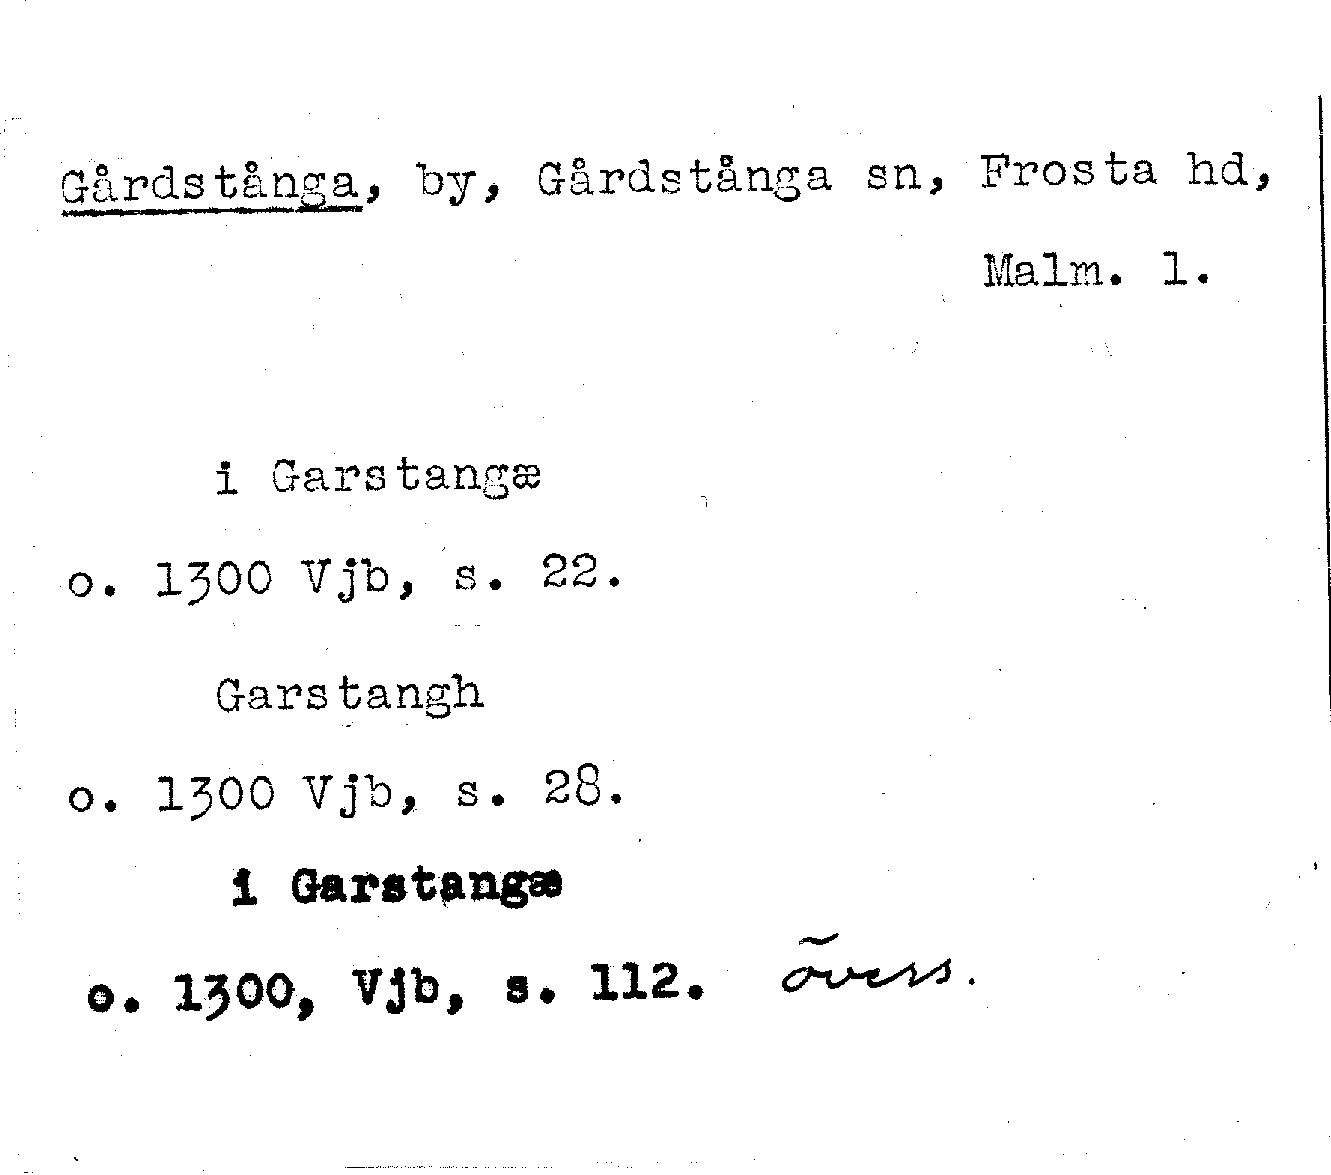 Gårdstånga, by, Gårdstånga sn, Frosta hd,
Malm. l.
i Garstangæ
o. 1300 Vjb, s. 22.
Garstangh
o. 1300 Vjb, s. 28.
i Garstangæ
o. 1300, Vjb, s. 112. övers.